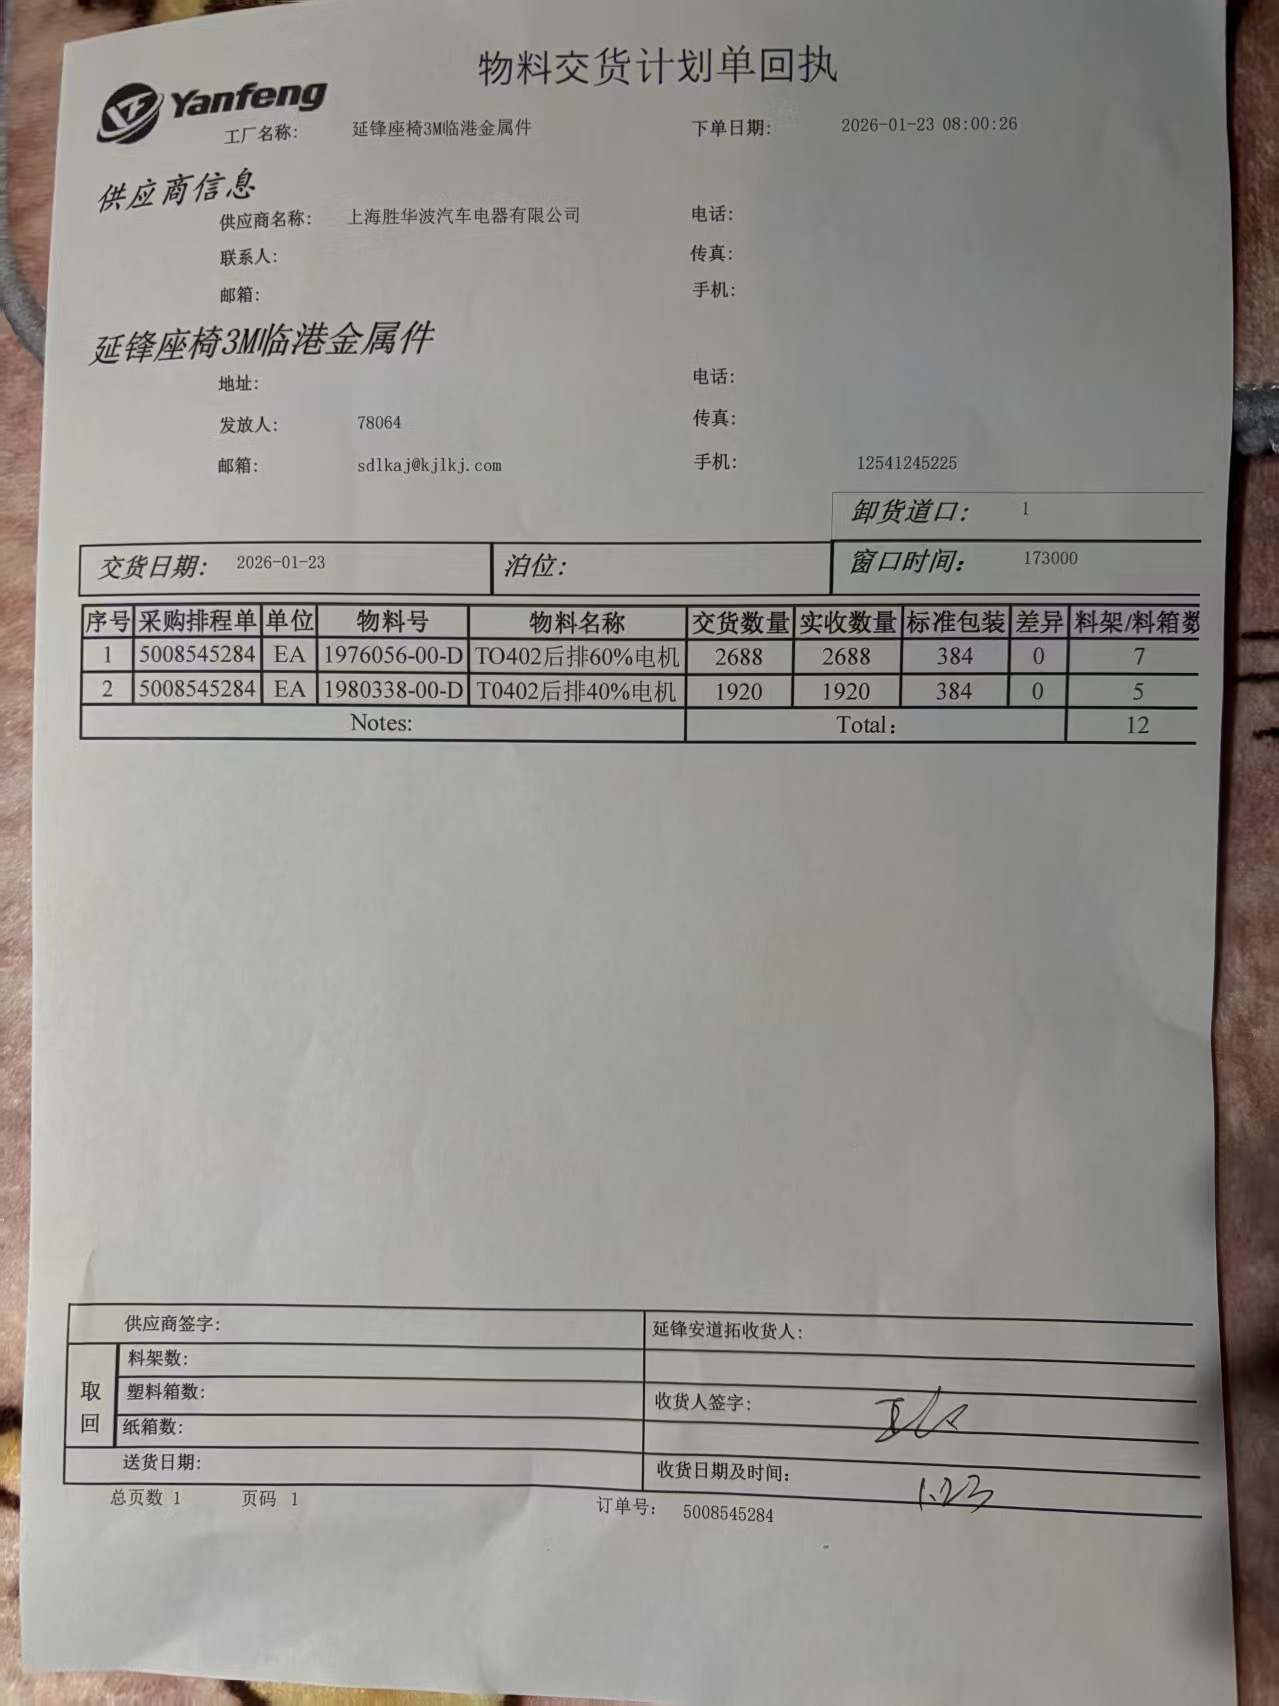 物料交货计划单回执
Yanfeng
工厂名称: 延锋座椅3M临港金属件 下单日期: 2026-01-23 08:00:26
供应商信息
供应商名称: 上海胜华波汽车电器有限公司 电话:
联系人: 传真:
邮箱: 手机:
延锋座椅3M临港金属件
地址: 电话:
发放人: 78064 传真:
邮箱: sdlkaj@kjlkj.com 手机: 12541245225
卸货道口: 1
交货日期: 2026-01-23 泊位: 窗口时间: 173000
序号 采购排程单 单位 物料号 物料名称 交货数量 实收数量 标准包装 差异 料架/料箱数
1 5008545284 EA 1976056-00-D TO402后排60%电机 2688 2688 384 0 7
2 5008545284 EA 1980338-00-D T0402后排40%电机 1920 1920 384 0 5
Notes: Total: 12
供应商签字: 延锋安道拓收货人:
取回
料架数:
塑料箱数: 收货人签字:
纸箱数:
送货日期: 收货日期及时间: 1.23
总页数 1 页码 1 订单号: 5008545284